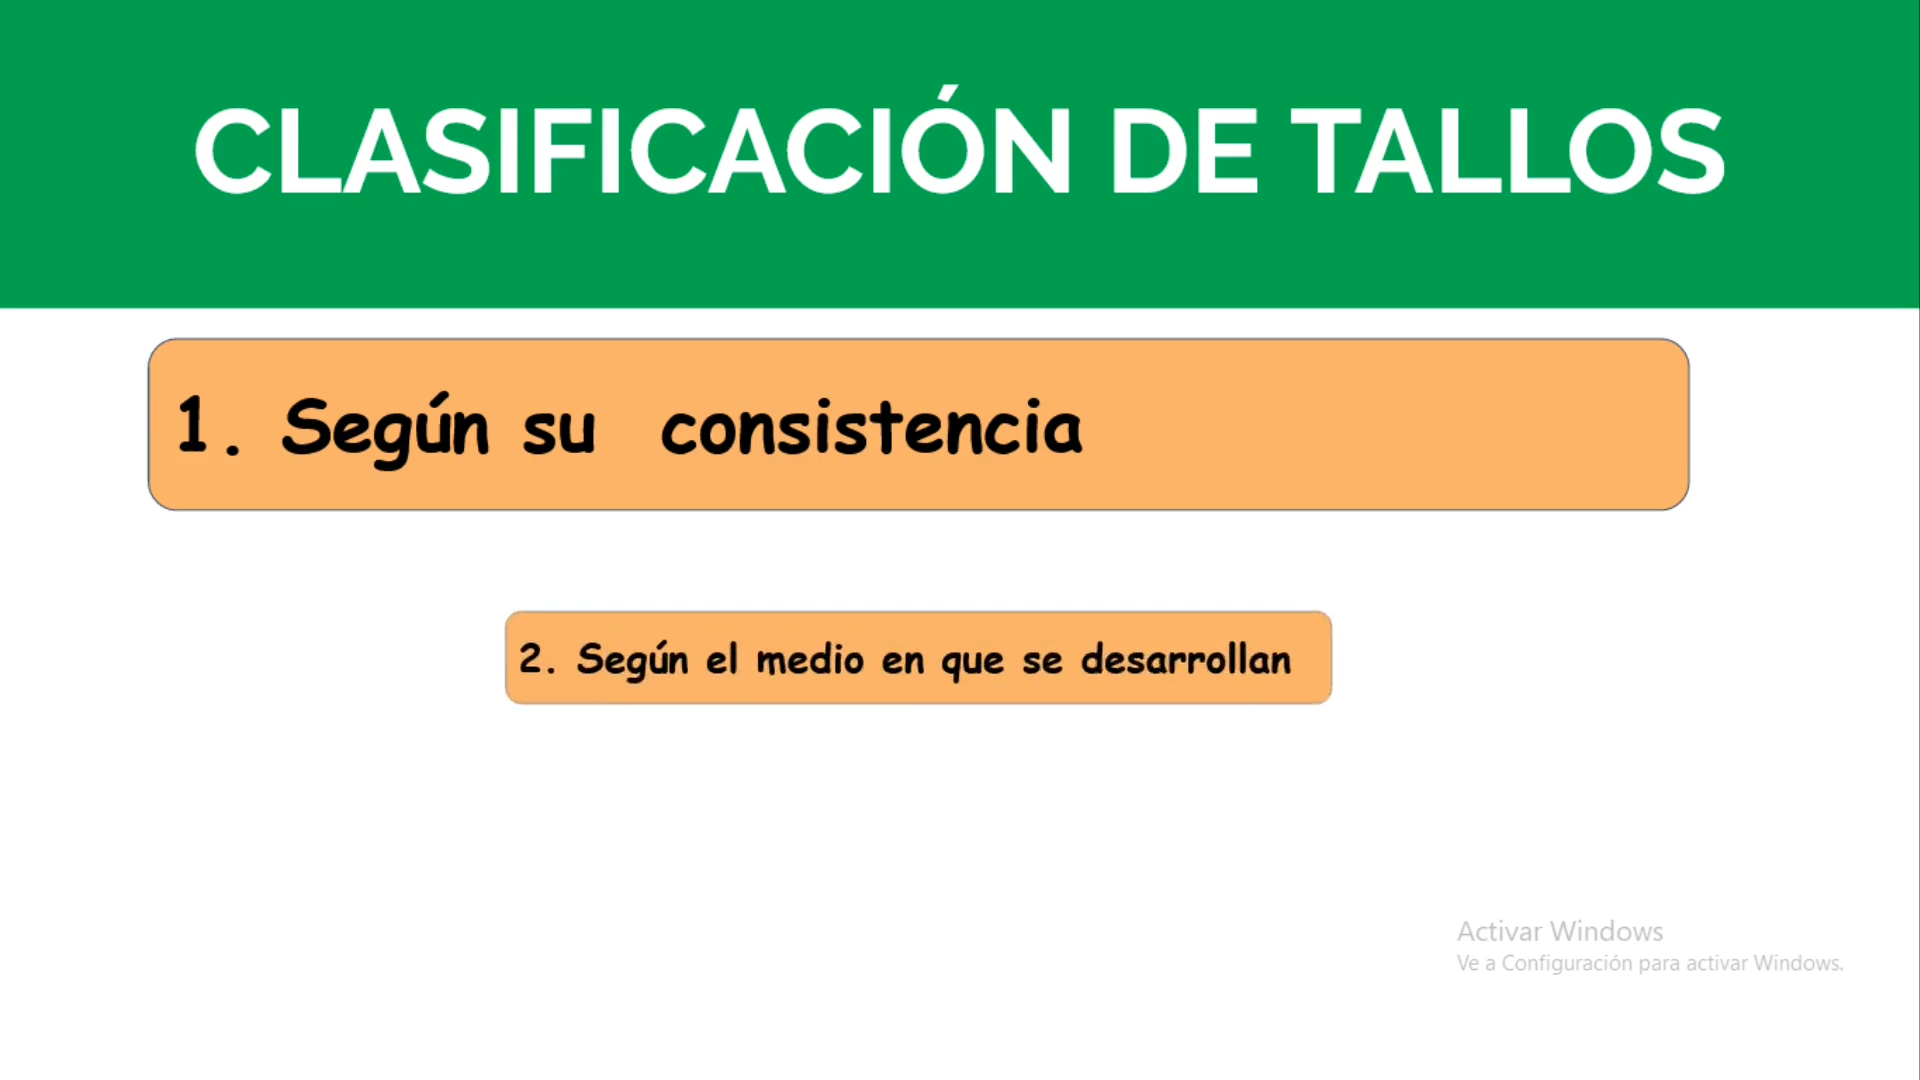 CLASIFICACIÓN DE TALLOS
1. Según su consistencia
2. Según el medio en que se desarrollan
Activar Windows
Ve a Configuración para activar Windows.